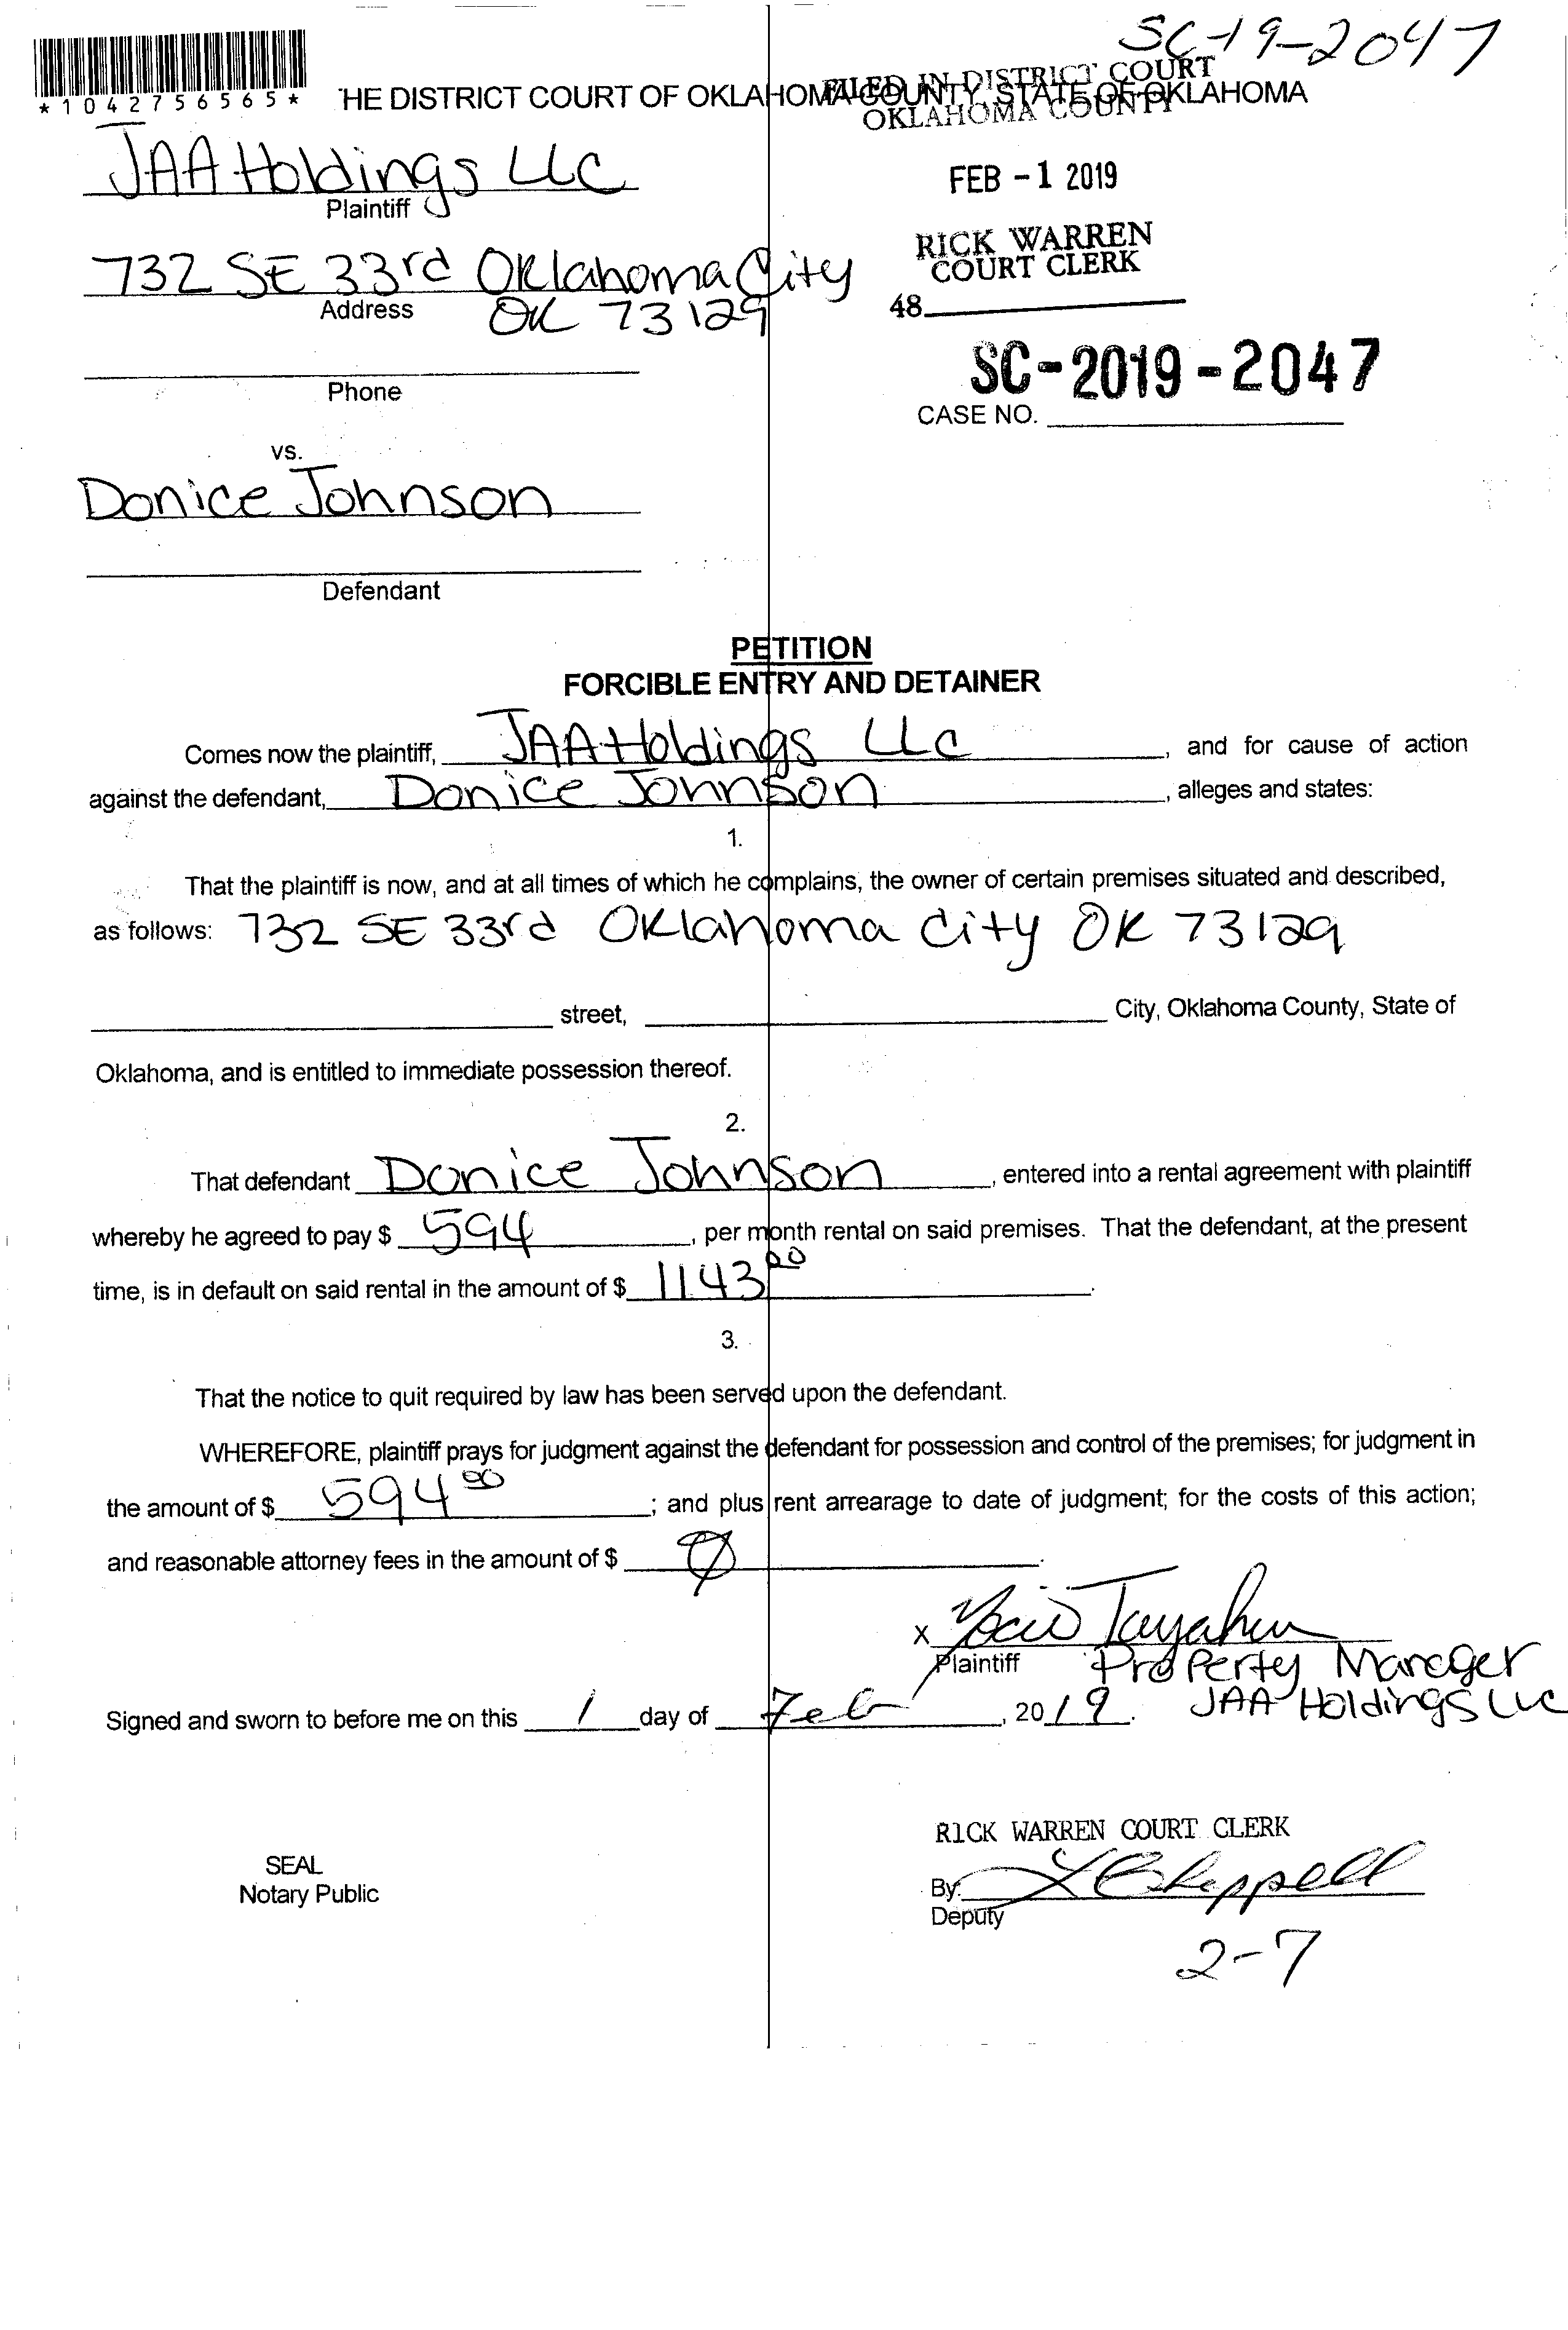 SC-19-2047
*1042756565*
HE DISTRICT COURT OF OKLAHOMA COUNTY, STATE OF OKLAHOMA
FILED IN DISTRICT COURT
OKLAHOMA COUNTY
JAA Holdings LLC
Plaintiff
FEB -1 2019
RICK WARREN
COURT CLERK
732 SE 33rd Oklahoma City
Address
OK 73129
48
Phone
SC-2019-2047
CASE NO.
vs.
Donice Johnson
Defendant
PETITION
FORCIBLE ENTRY AND DETAINER
Comes now the plaintiff, JAA Holdings LLC, and for cause of action
against the defendant, Donice Johnson, alleges and states:
1.
That the plaintiff is now, and at all times of which he complains, the owner of certain premises situated and described,
as follows: 732 SE 33rd Oklahoma City OK 73129
street, City, Oklahoma County, State of
Oklahoma, and is entitled to immediate possession thereof.
2.
That defendant Donice Johnson, entered into a rental agreement with plaintiff
whereby he agreed to pay $ 594, per month rental on said premises. That the defendant, at the present
time, is in default on said rental in the amount of $ 1143 00.
3.
That the notice to quit required by law has been served upon the defendant.
WHEREFORE, plaintiff prays for judgment against the defendant for possession and control of the premises; for judgment in
the amount of $ 594 00; and plus rent arrearage to date of judgment; for the costs of this action;
and reasonable attorney fees in the amount of $ Ø.
x
Plaintiff Property Manager
JAA Holdings LLC
Signed and sworn to before me on this 1 day of Feb, 2019.
RICK WARREN COURT CLERK
SEAL
Notary Public
By:
Deputy
2-7